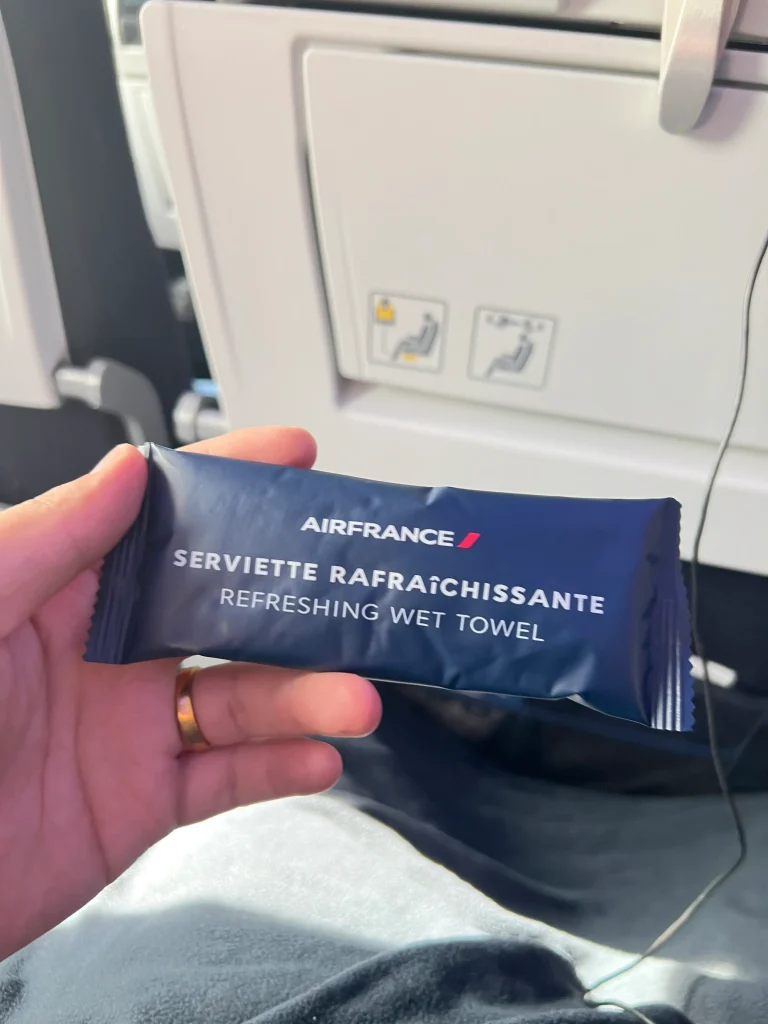 AIRFRANCE
SERVIETTE RAFRAîCHISSANTE
REFRESHING WET TOWEL